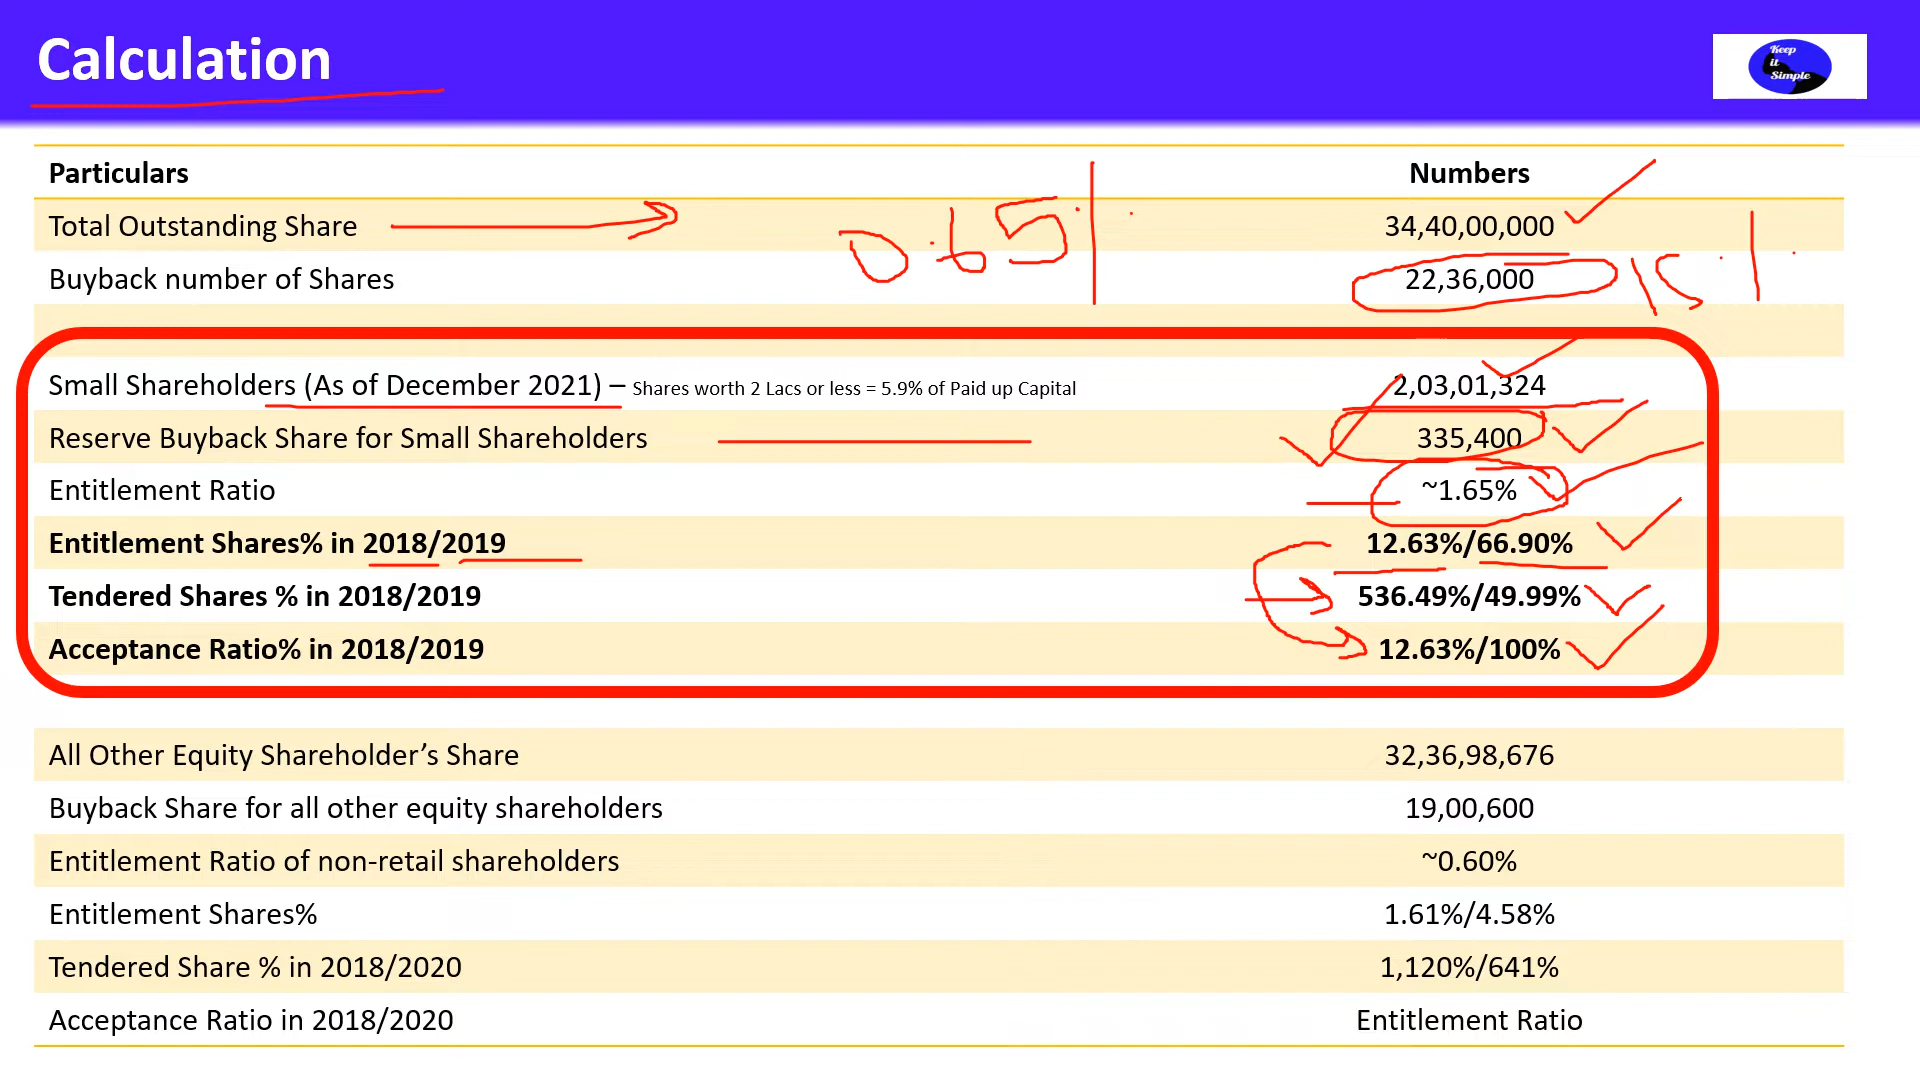 Calculation
Keep
it
Simple
Particulars Numbers
Total Outstanding Share 34,40,00,000
0.65%
Buyback number of Shares 22,36,000 15%
Small Shareholders (As of December 2021) – Shares worth 2 Lacs or less = 5.9% of Paid up Capital 2,03,01,324
Reserve Buyback Share for Small Shareholders 335,400
Entitlement Ratio ~1.65%
Entitlement Shares% in 2018/2019 12.63%/66.90%
Tendered Shares % in 2018/2019 536.49%/49.99%
Acceptance Ratio% in 2018/2019 12.63%/100%
All Other Equity Shareholder’s Share 32,36,98,676
Buyback Share for all other equity shareholders 19,00,600
Entitlement Ratio of non-retail shareholders ~0.60%
Entitlement Shares% 1.61%/4.58%
Tendered Share % in 2018/2020 1,120%/641%
Acceptance Ratio in 2018/2020 Entitlement Ratio